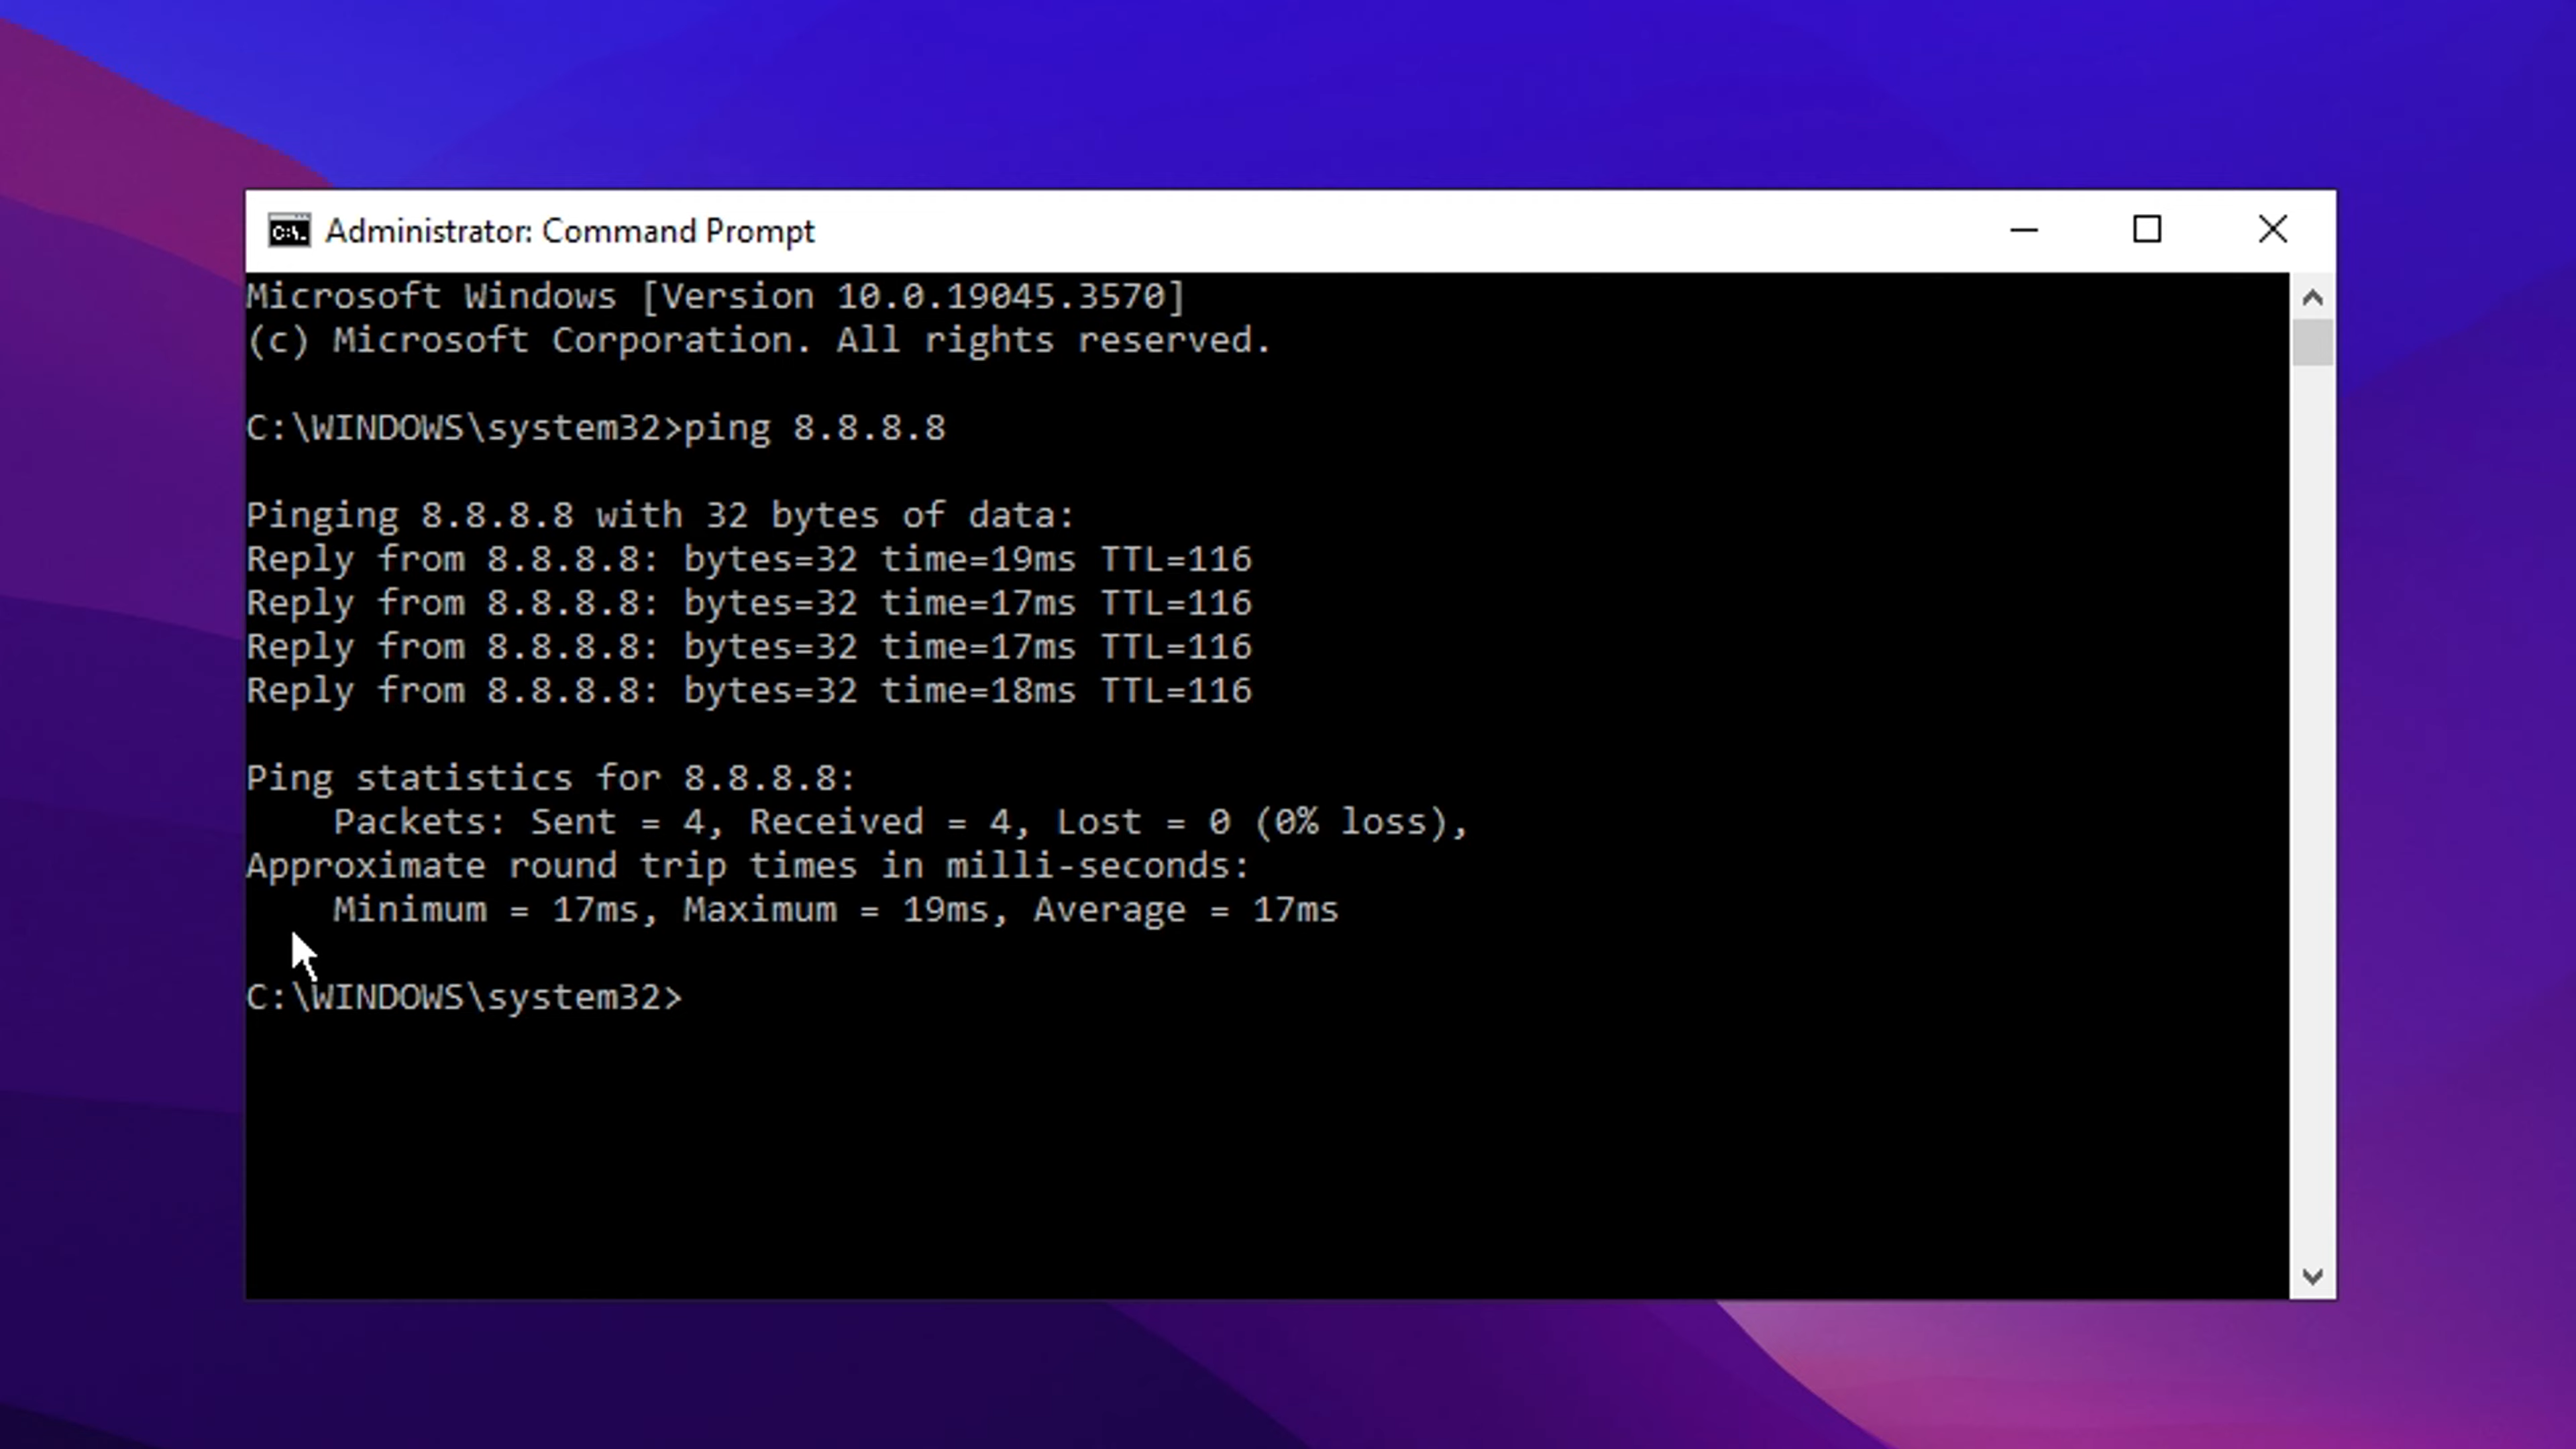 Administrator: Command Prompt
Microsoft Windows [Version 10.0.19045.3570]
(c) Microsoft Corporation. All rights reserved.
C:\WINDOWS\system32>ping 8.8.8.8
Pinging 8.8.8.8 with 32 bytes of data:
Reply from 8.8.8.8: bytes=32 time=19ms TTL=116
Reply from 8.8.8.8: bytes=32 time=17ms TTL=116
Reply from 8.8.8.8: bytes=32 time=17ms TTL=116
Reply from 8.8.8.8: bytes=32 time=18ms TTL=116
Ping statistics for 8.8.8.8:
    Packets: Sent = 4, Received = 4, Lost = 0 (0% loss),
Approximate round trip times in milli-seconds:
    Minimum = 17ms, Maximum = 19ms, Average = 17ms
C:\WINDOWS\system32>